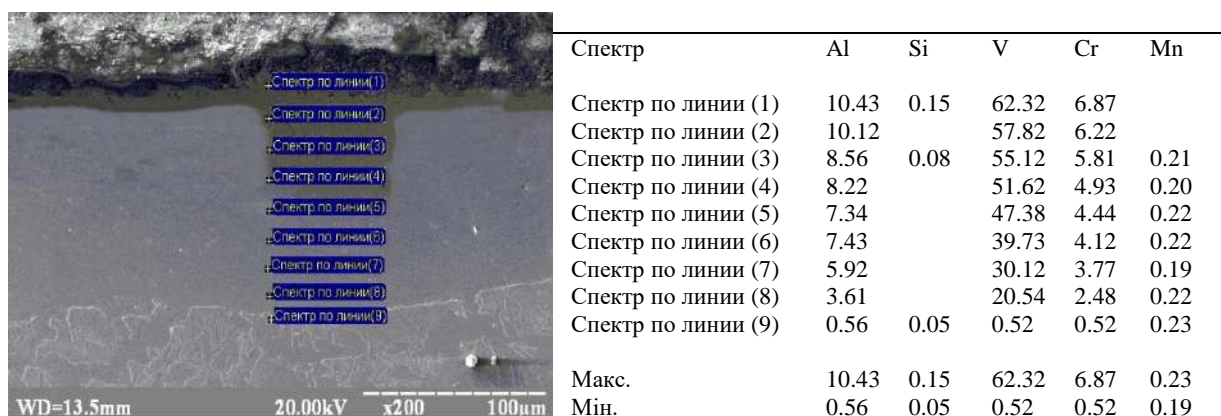 Спектр по линии(1)
Спектр по линии(2)
Спектр по линии(3)
Спектр по линии(4)
Спектр по линии(5)
Спектр по линии(6)
Спектр по линии(7)
Спектр по линии(8)
Спектр по линии(9)
WD=13.5mm 20.00kV x200 100µm
Спектр Al Si V Cr Mn
Спектр по линии (1) 10.43 0.15 62.32 6.87
Спектр по линии (2) 10.12 57.82 6.22
Спектр по линии (3) 8.56 0.08 55.12 5.81 0.21
Спектр по линии (4) 8.22 51.62 4.93 0.20
Спектр по линии (5) 7.34 47.38 4.44 0.22
Спектр по линии (6) 7.43 39.73 4.12 0.22
Спектр по линии (7) 5.92 30.12 3.77 0.19
Спектр по линии (8) 3.61 20.54 2.48 0.22
Спектр по линии (9) 0.56 0.05 0.52 0.52 0.23
Макс. 10.43 0.15 62.32 6.87 0.23
Мін. 0.56 0.05 0.52 0.52 0.19